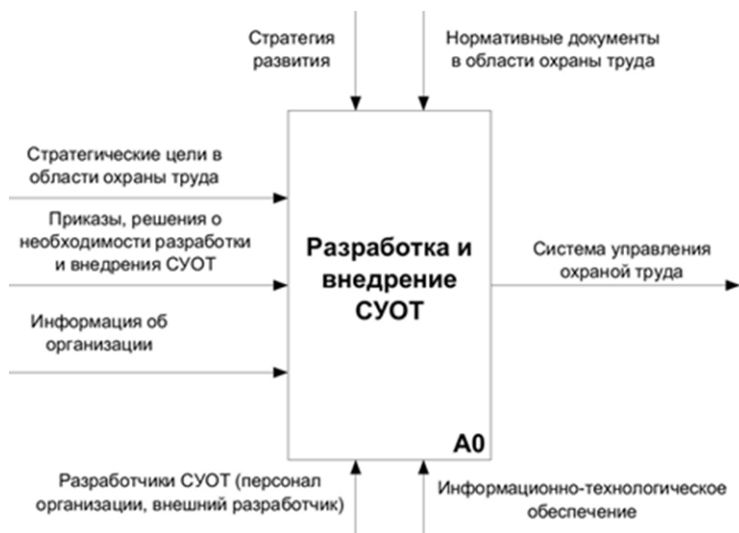 Стратегия
развития
Нормативные документы
в области охраны труда
Стратегические цели в
области охраны труда
Приказы, решения о
необходимости разработки
и внедрения СУОТ
Информация об
организации
Разработка и
внедрение
СУОТ
A0
Система управления
охраной труда
Разработчики СУОТ (персонал
организации, внешний разработчик)
Информационно-технологическое
обеспечение